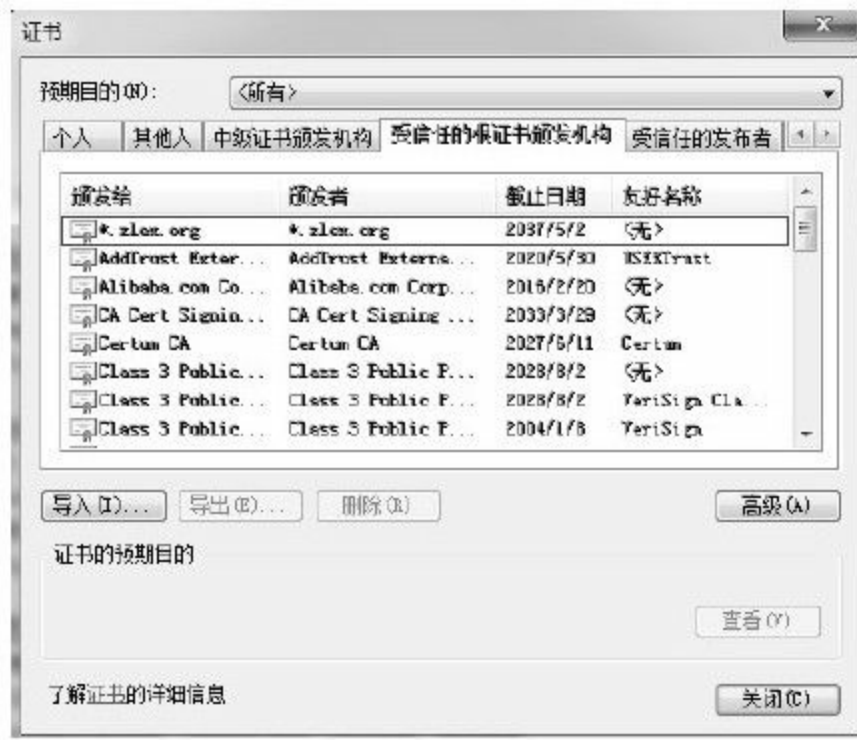 证书
预期目的(N):
<所有>
个人 其他人 中级证书颁发机构 受信任的根证书颁发机构 受信任的发布者
颁发给 颁发者 截止日期 友好名称
*.zlex.org *.zlex.org 2037/5/2 <无>
AddTrust Exter... AddTrust Externa... 2020/5/30 USERTrust
Alibaba.com Co... Alibaba.com Corp... 2016/2/20 <无>
CA Cert Signin... CA Cert Signing ... 2033/3/29 <无>
Certum CA Certum CA 2027/6/11 Certum
Class 3 Public... Class 3 Public P... 2028/8/2 <无>
Class 3 Public... Class 3 Public P... 2028/8/2 VeriSign Cla...
Class 3 Public... Class 3 Public P... 2004/1/8 VeriSign
导入(I)... 导出(E)... 删除(R) 高级(A)
证书的预期目的
查看(V)
了解证书的详细信息 关闭(C)